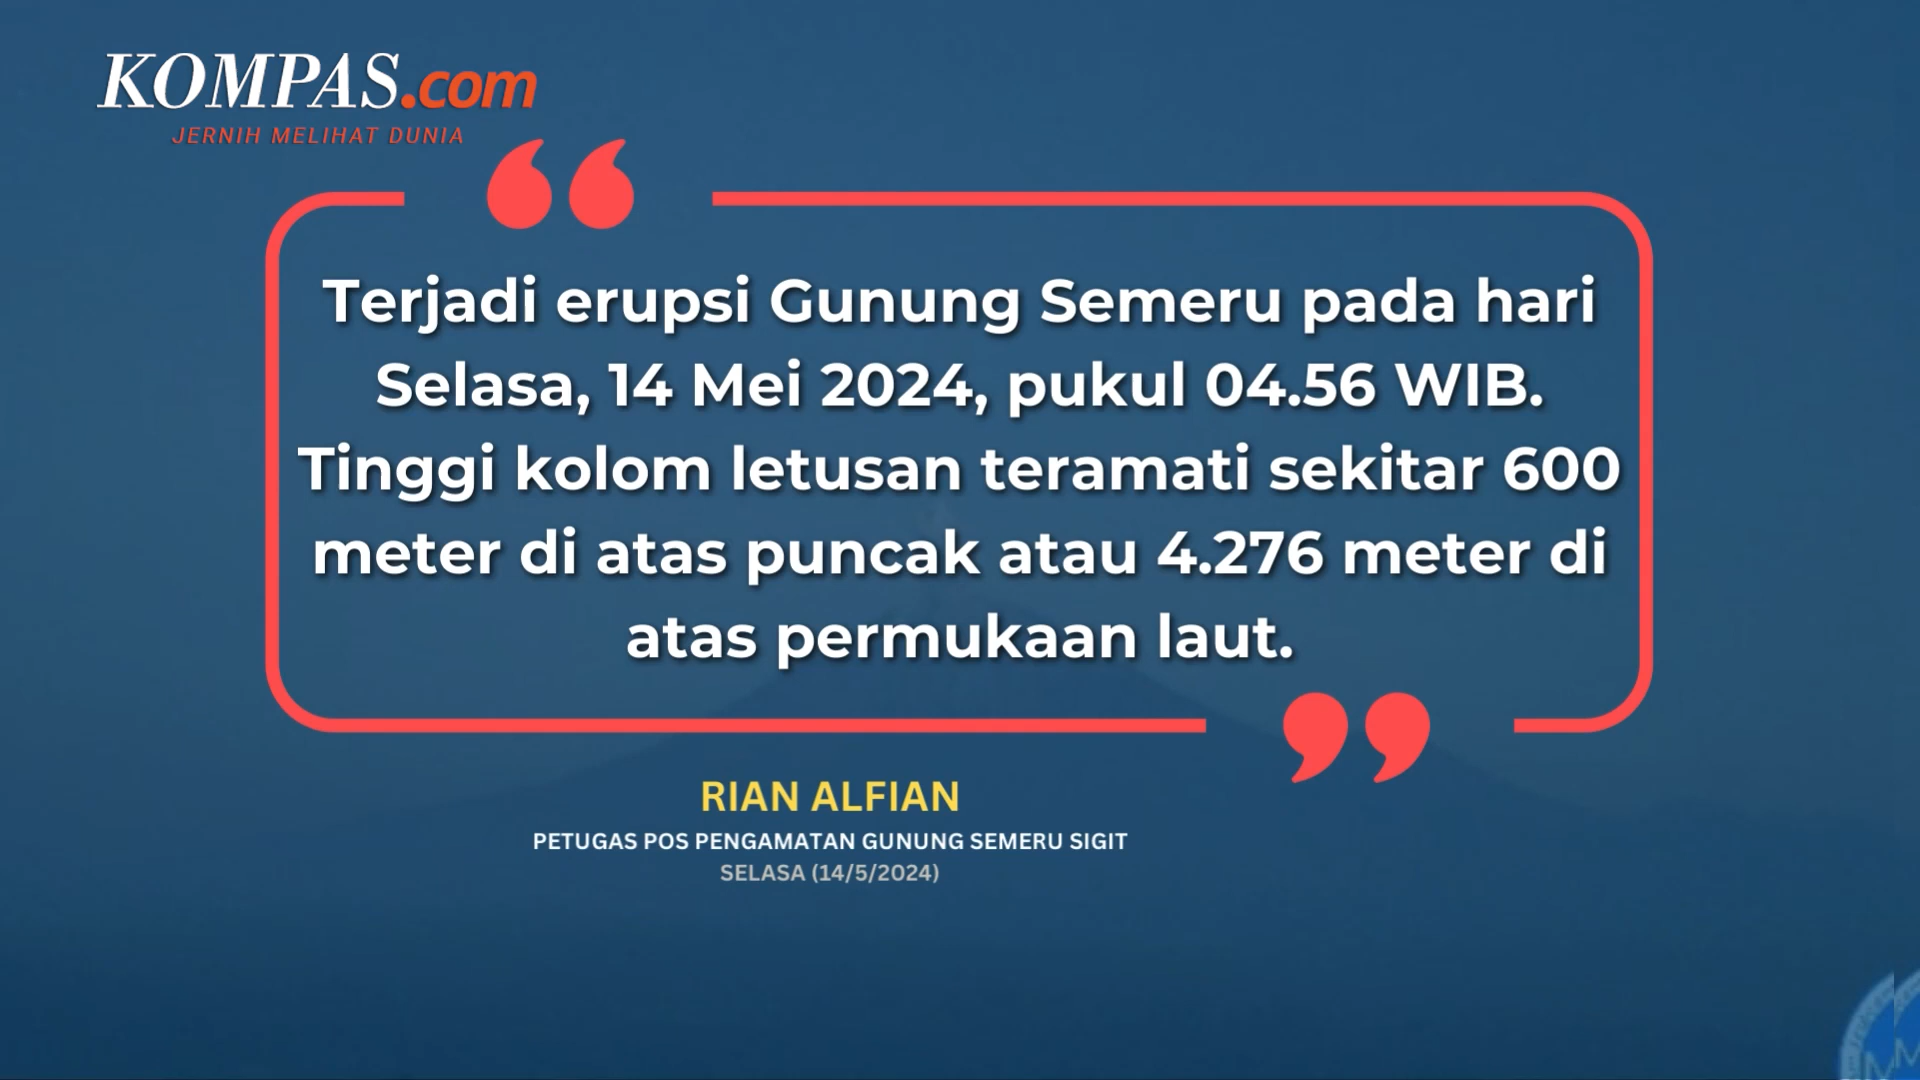 KOMPAS.com
JERNIH MELIHAT DUNIA
Terjadi erupsi Gunung Semeru pada hari
Selasa, 14 Mei 2024, pukul 04.56 WIB.
Tinggi kolom letusan teramati sekitar 600
meter di atas puncak atau 4.276 meter di
atas permukaan laut.
RIAN ALFIAN
PETUGAS POS PENGAMATAN GUNUNG SEMERU SIGIT
SELASA (14/5/2024)